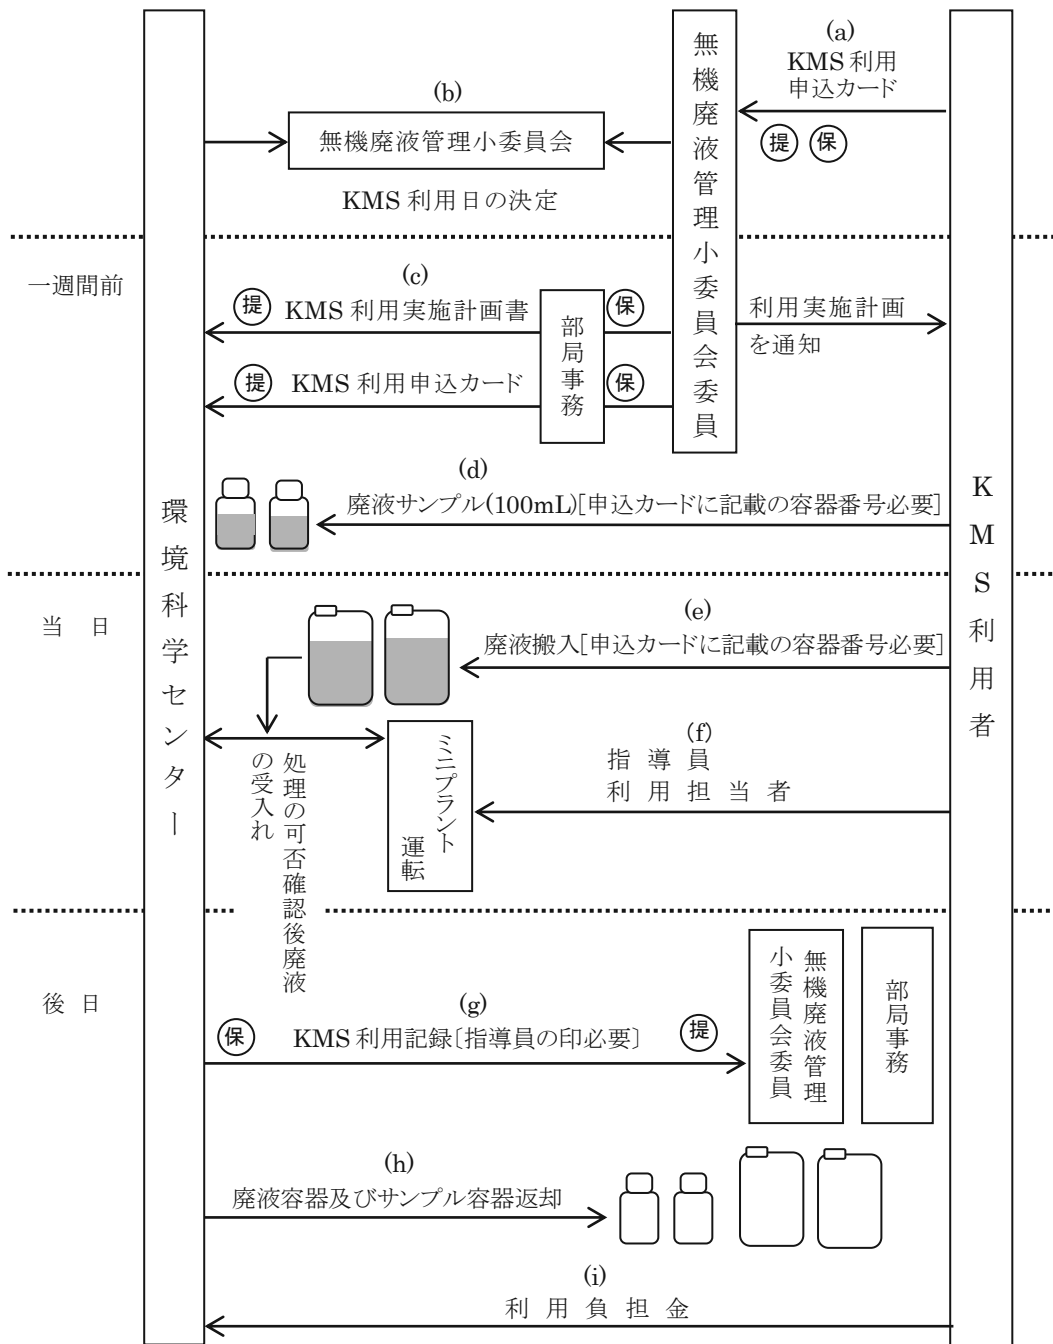 (a)
KMS 利用
申込カード
提 保
(b)
無機廃液管理小委員会
KMS 利用日の決定
無機廃液管理小委員会委員
一週間前
(c)
提 KMS 利用実施計画書 保
提 KMS 利用申込カード 保
部局事務
利用実施計画
を通知
(d)
廃液サンプル(100mL)[申込カードに記載の容器番号必要]
環境科学センター
KMS利用者
当 日
(e)
廃液搬入[申込カードに記載の容器番号必要]
(f)
指 導 員
利 用 担 当 者
ミニプラント
運転
処理の可否確認後廃液
の受入れ
後 日
(g)
保 KMS 利用記録〔指導員の印必要〕 提
無機廃液管理
小委員会委員
部局事務
(h)
廃液容器及びサンプル容器返却
(i)
利 用 負 担 金